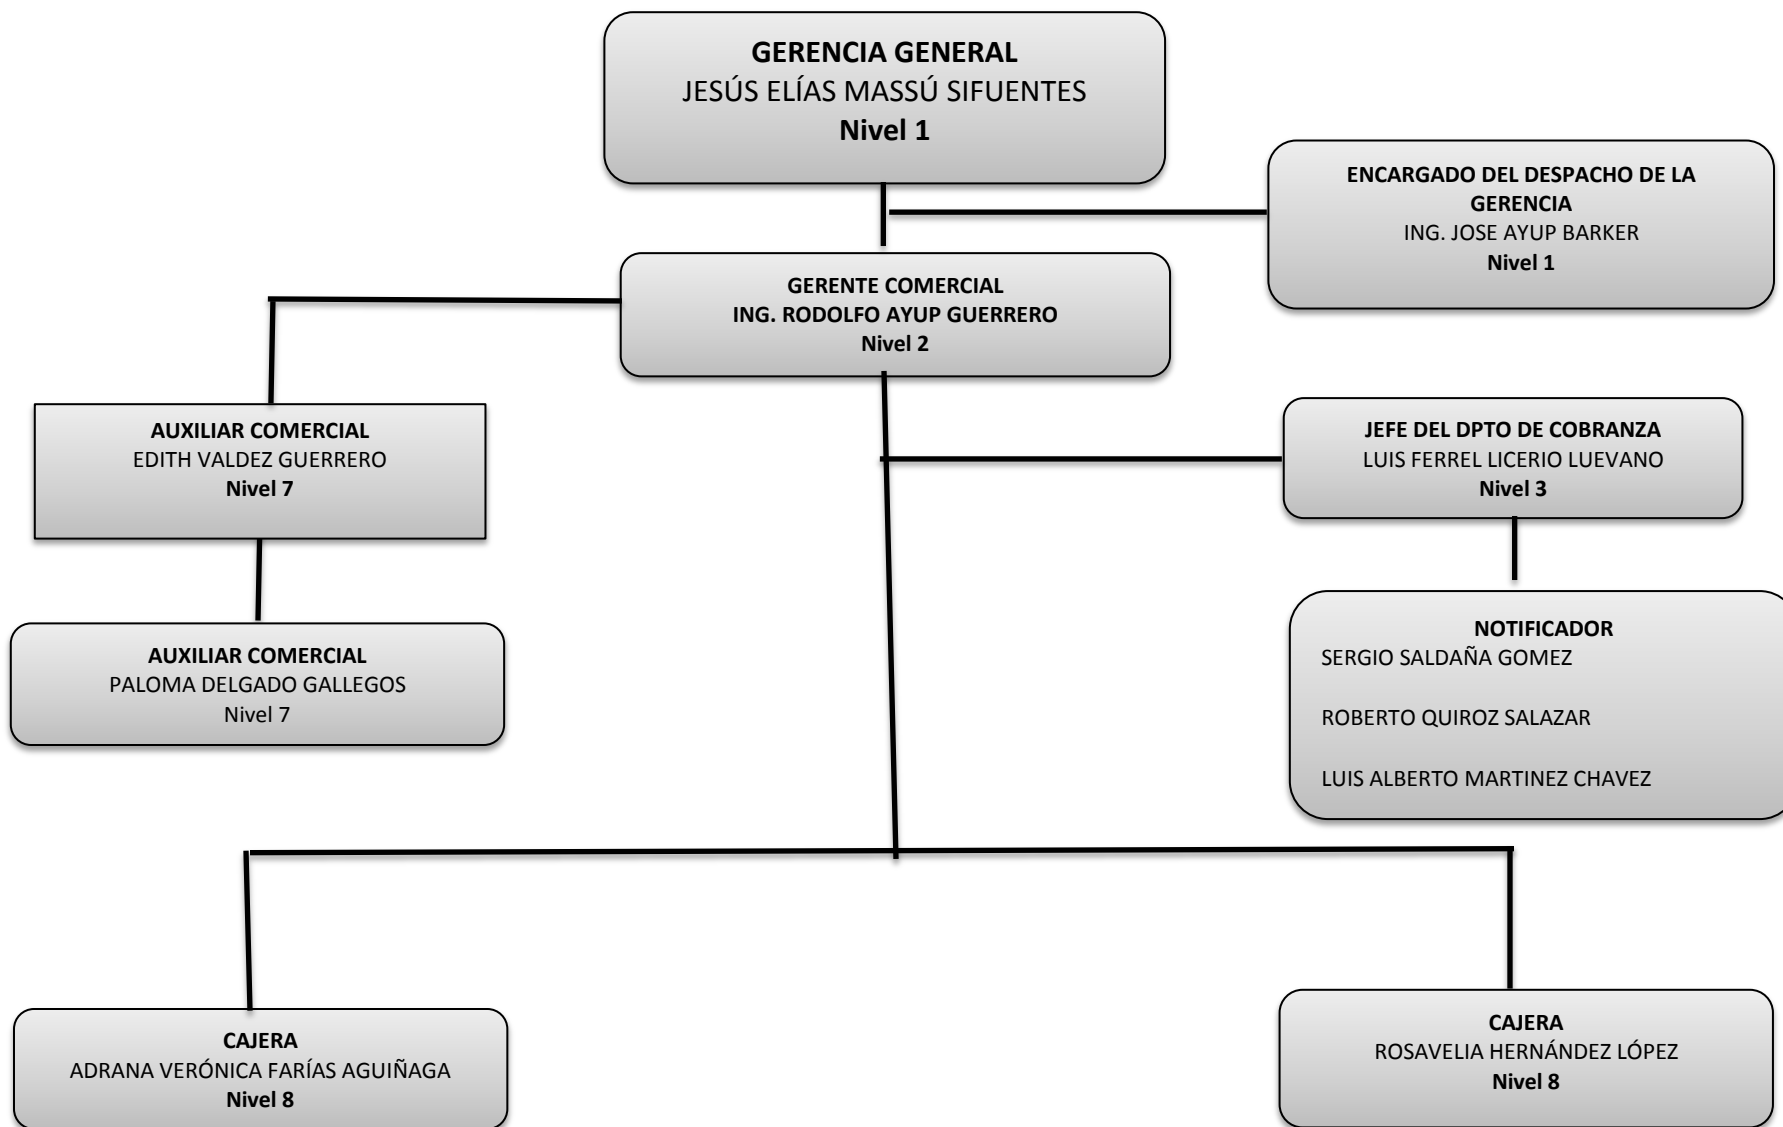 GERENCIA GENERAL
JESÚS ELÍAS MASSÚ SIFUENTES
Nivel 1
ENCARGADO DEL DESPACHO DE LA
GERENCIA
ING. JOSE AYUP BARKER
Nivel 1
GERENTE COMERCIAL
ING. RODOLFO AYUP GUERRERO
Nivel 2
AUXILIAR COMERCIAL
EDITH VALDEZ GUERRERO
Nivel 7
JEFE DEL DPTO DE COBRANZA
LUIS FERREL LICERIO LUEVANO
Nivel 3
AUXILIAR COMERCIAL
PALOMA DELGADO GALLEGOS
Nivel 7
NOTIFICADOR
SERGIO SALDAÑA GOMEZ
ROBERTO QUIROZ SALAZAR
LUIS ALBERTO MARTINEZ CHAVEZ
CAJERA
ADRANA VERÓNICA FARÍAS AGUIÑAGA
Nivel 8
CAJERA
ROSAVELIA HERNÁNDEZ LÓPEZ
Nivel 8